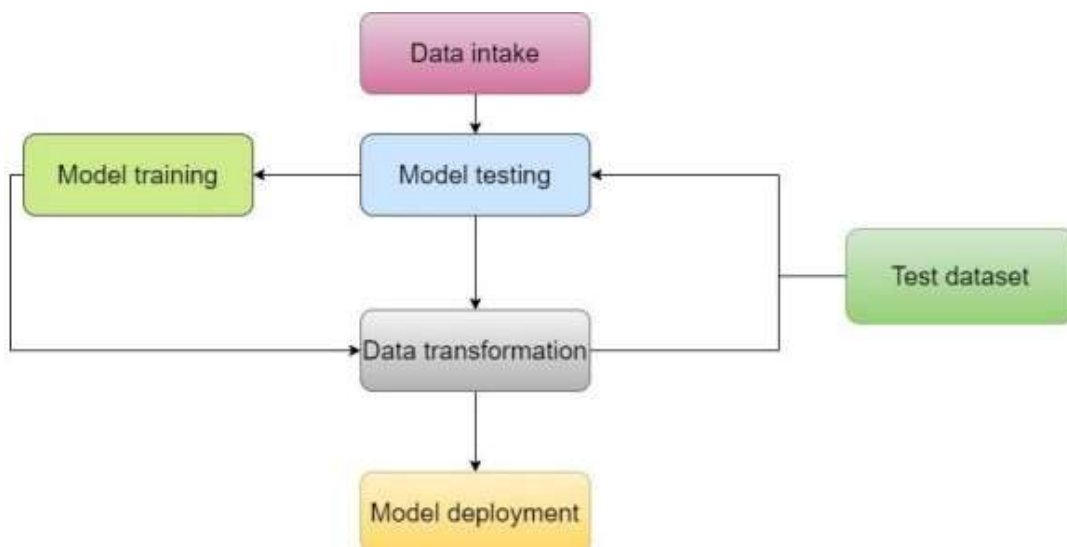 Data intake
Model training
Model testing
Test dataset
Data transformation
Model deployment